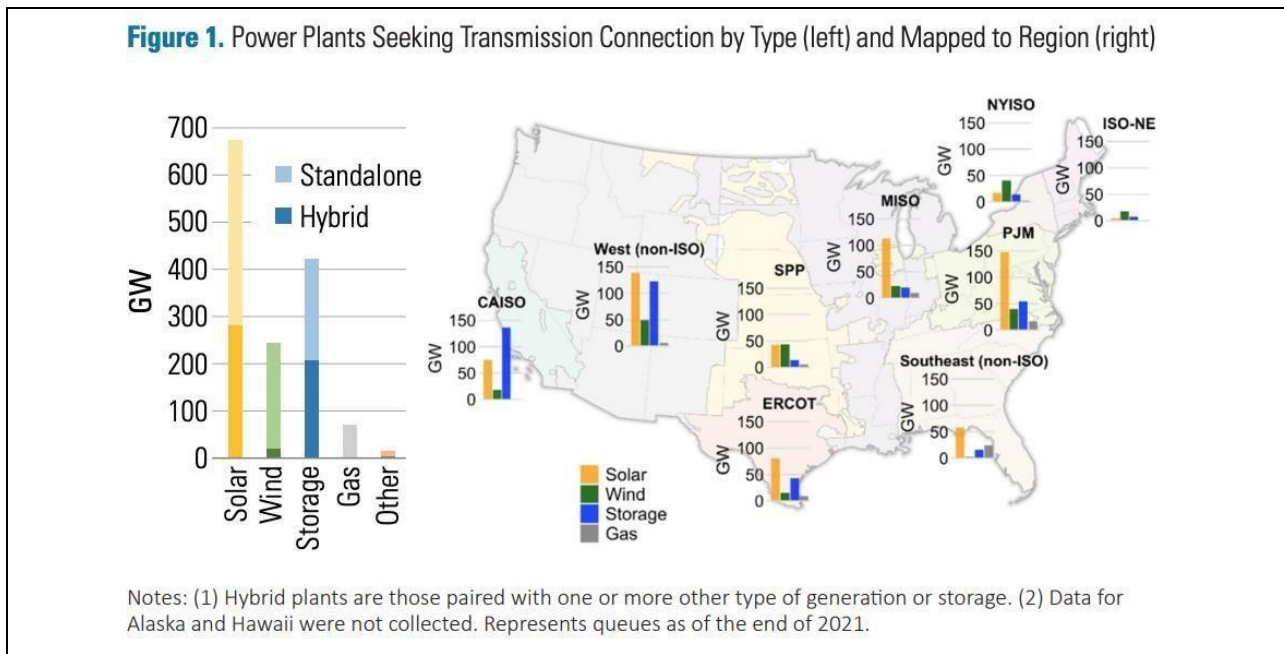 Figure 1. Power Plants Seeking Transmission Connection by Type (left) and Mapped to Region (right)
700
600
500
400
300
200
100
0
GW
Standalone
Hybrid
Solar
Wind
Storage
Gas
Other
CAISO
150
100
50
0
GW
West (non-ISO)
150
100
50
0
GW
SPP
150
100
50
0
GW
ERCOT
150
100
50
0
GW
MISO
150
100
50
0
GW
NYISO
150
100
50
0
GW
ISO-NE
150
100
50
0
GW
PJM
150
100
50
0
GW
Southeast (non-ISO)
150
100
50
0
GW
Solar
Wind
Storage
Gas
Notes: (1) Hybrid plants are those paired with one or more other type of generation or storage. (2) Data for
Alaska and Hawaii were not collected. Represents queues as of the end of 2021.